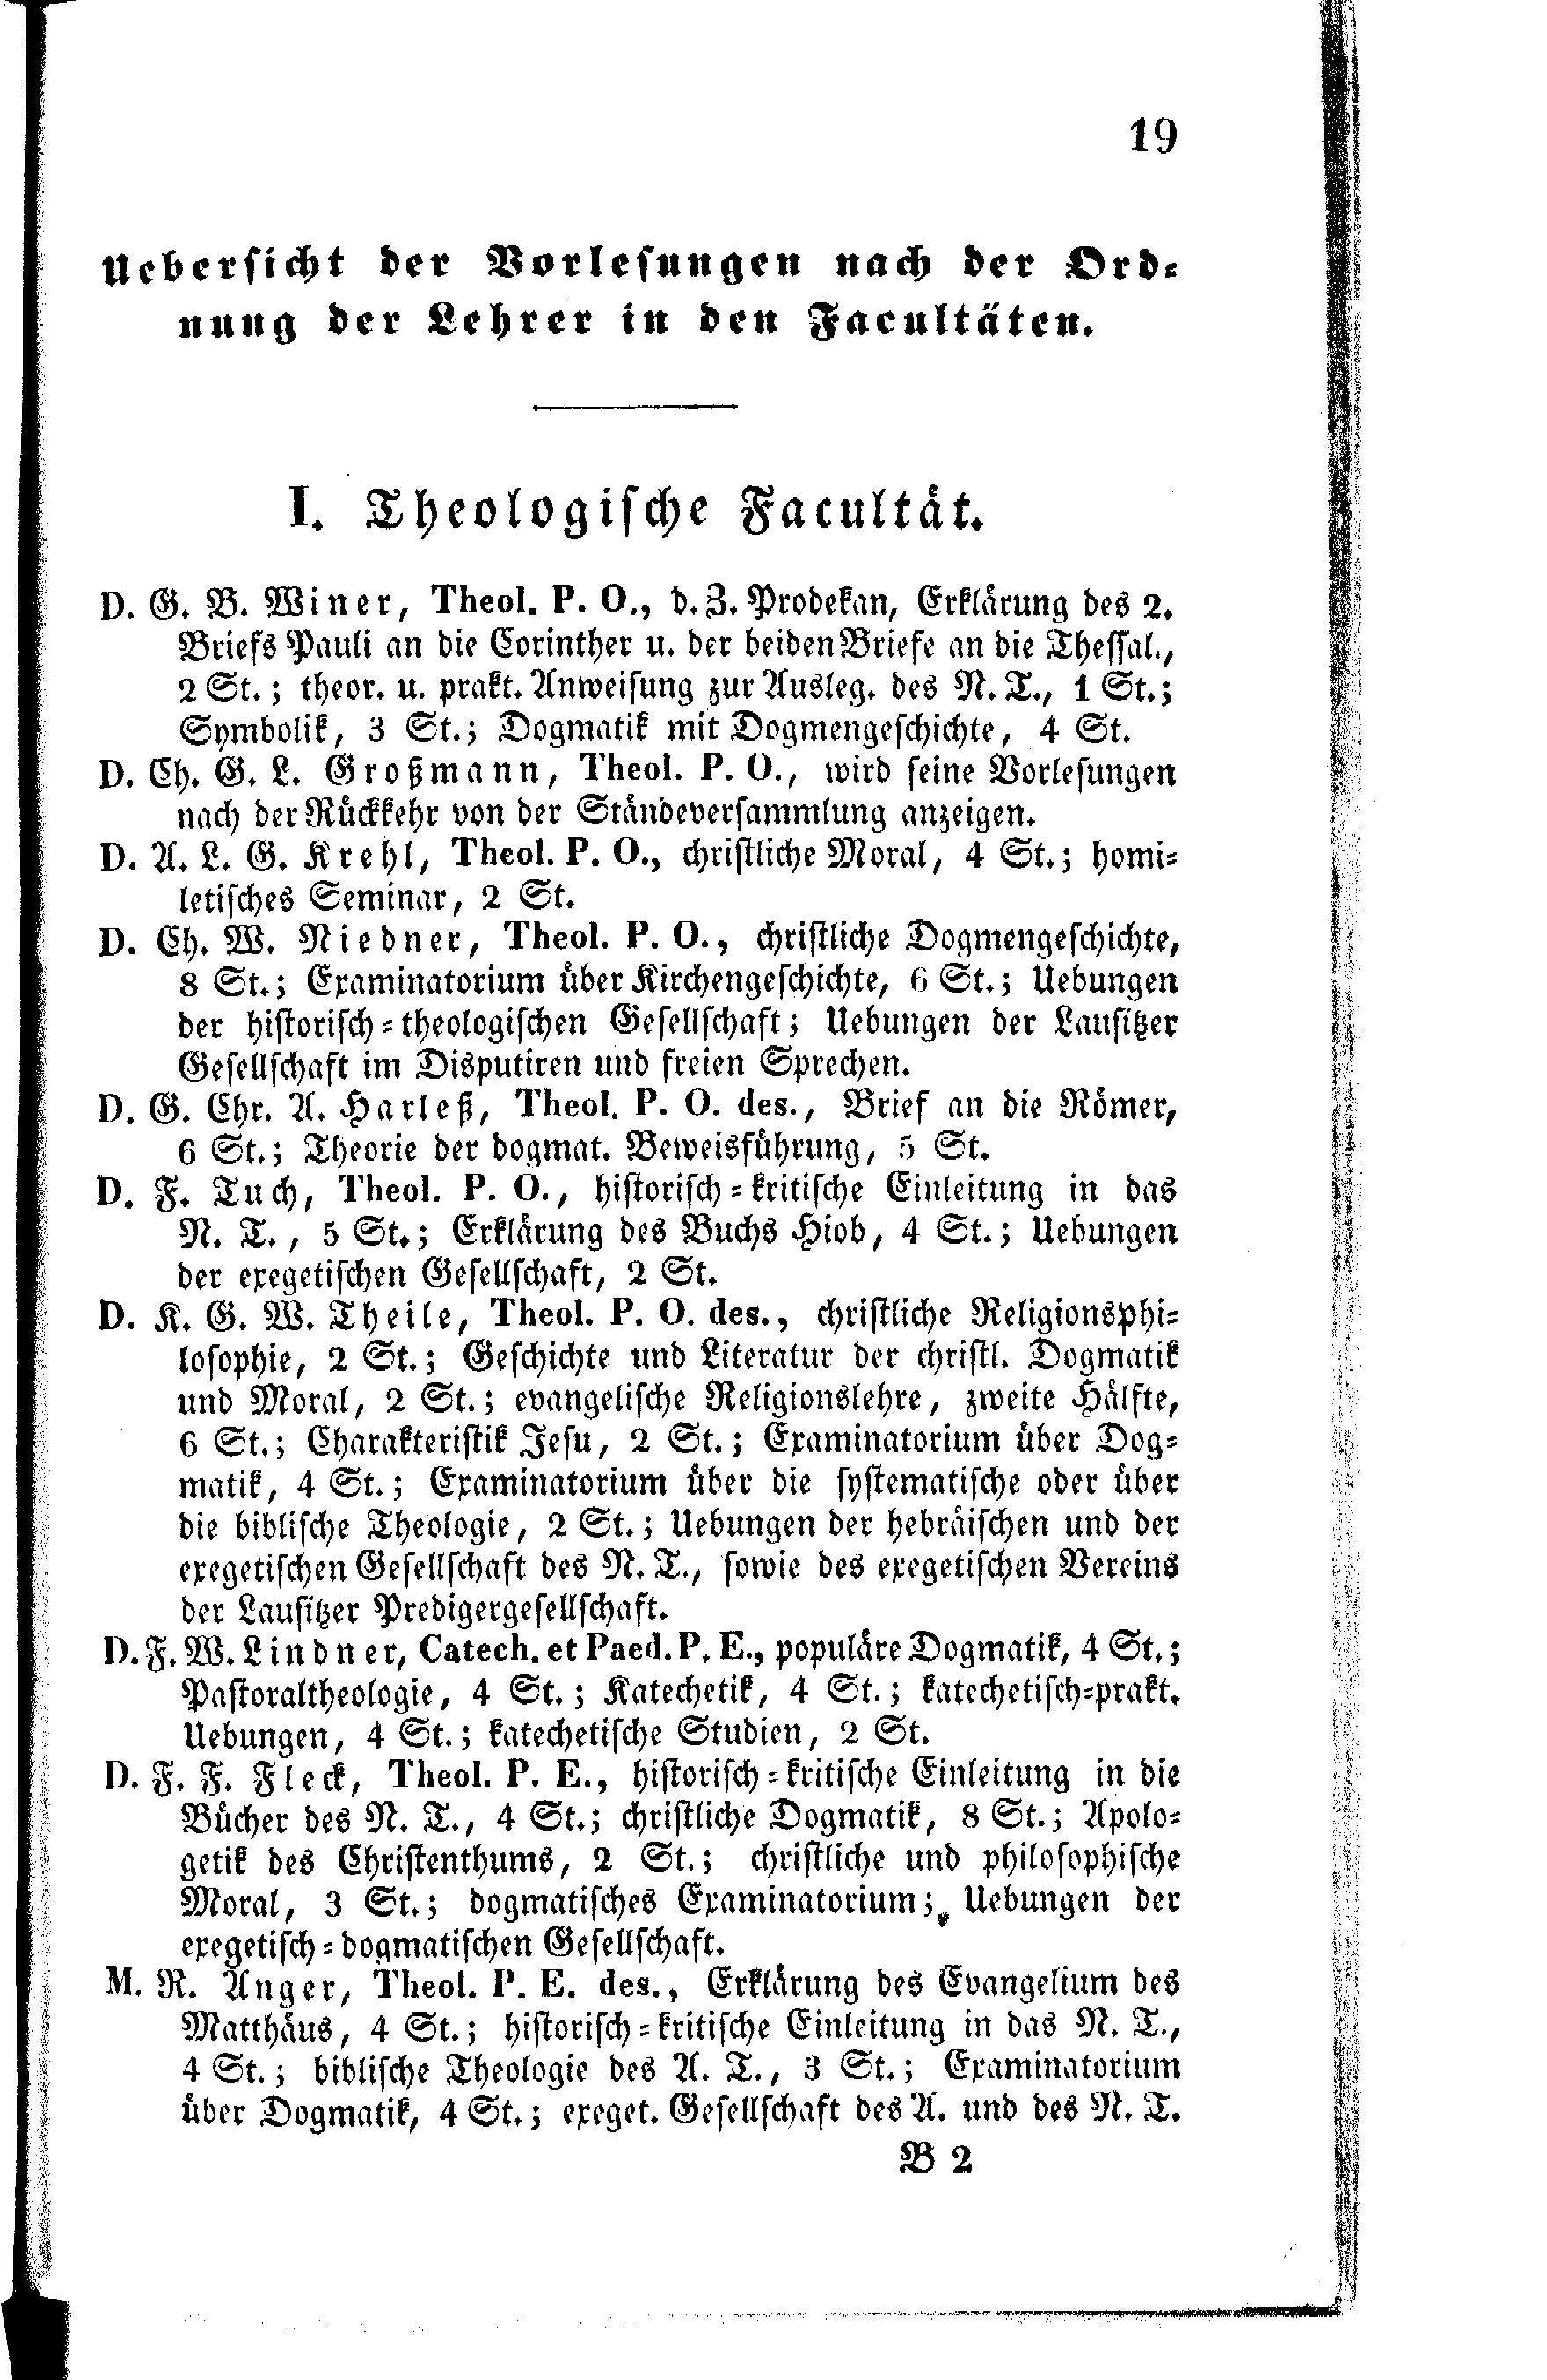 19
Uebersicht der Vorlesungen nach der Ord-
nung der Lehrer in den Facultäten.
I. Theologische Facultät.
D. G. B. Winer, Theol. P. O., d. Z. Prodekan, Erklärung des 2.
Briefs Pauli an die Corinther u. der beiden Briefe an die Thessal.,
2 St.; theor. u. prakt. Anweisung zur Ausleg. des N. T., 1 St.;
Symbolik, 3 St.; Dogmatik mit Dogmengeschichte, 4 St.
D. Ch. G. L. Großmann, Theol. P. O., wird seine Vorlesungen
nach der Rückkehr von der Ständeversammlung anzeigen.
D. A. L. G. Krehl, Theol. P. O., christliche Moral, 4 St.; homi-
letisches Seminar, 2 St.
D. Ch. W. Niedner, Theol. P. O., christliche Dogmengeschichte,
8 St.; Examinatorium über Kirchengeschichte, 6 St.; Uebungen
der historisch-theologischen Gesellschaft; Uebungen der Lausitzer
Gesellschaft im Disputiren und freien Sprechen.
D. G. Chr. A. Harleß, Theol. P. O. des., Brief an die Römer,
6 St.; Theorie der dogmat. Beweisführung, 5 St.
D. F. Tuch, Theol. P. O., historisch-kritische Einleitung in das
N. T., 5 St.; Erklärung des Buchs Hiob, 4 St.; Uebungen
der exegetischen Gesellschaft, 2 St.
D. K. G. W. Theile, Theol. P. O. des., christliche Religionsphi-
losophie, 2 St.; Geschichte und Literatur der christl. Dogmatik
und Moral, 2 St.; evangelische Religionslehre, zweite Hälfte,
6 St.; Charakteristik Jesu, 2 St.; Examinatorium über Dog-
matik, 4 St.; Examinatorium über die systematische oder über
die biblische Theologie, 2 St.; Uebungen der hebräischen und der
exegetischen Gesellschaft des N. T., sowie des exegetischen Vereins
der Lausitzer Predigergesellschaft.
D. F. W. Lindner, Catech. et Paed. P. E., populäre Dogmatik, 4 St.;
Pastoraltheologie, 4 St.; Katechetik, 4 St.; katechetisch-prakt.
Uebungen, 4 St.; katechetische Studien, 2 St.
D. F. F. Fleck, Theol. P. E., historisch-kritische Einleitung in die
Bücher des N. T., 4 St.; christliche Dogmatik, 8 St.; Apolo-
getik des Christenthums, 2 St.; christliche und philosophische
Moral, 3 St.; dogmatisches Examinatorium; Uebungen der
exegetisch-dogmatischen Gesellschaft.
M. R. Anger, Theol. P. E. des., Erklärung des Evangelium des
Matthäus, 4 St.; historisch-kritische Einleitung in das N. T.,
4 St.; biblische Theologie des A. T., 3 St.; Examinatorium
über Dogmatik, 4 St.; exeget. Gesellschaft des A. und des N. T.
B 2